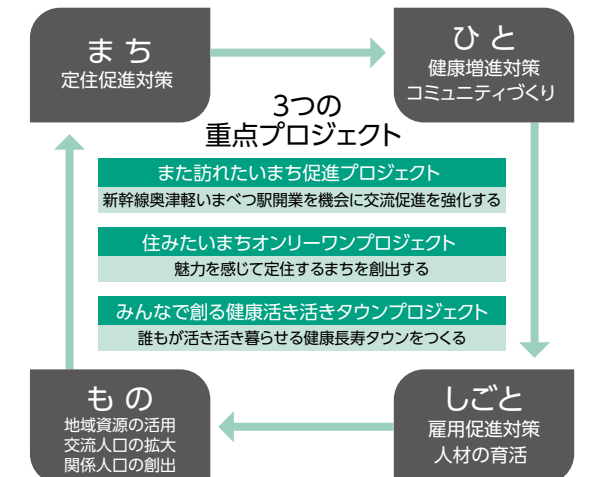 まち
定住促進対策
ひと
健康増進対策
コミュニティづくり
3つの
重点プロジェクト
また訪れたいまち促進プロジェクト
新幹線奥津軽いまべつ駅開業を機会に交流促進を強化する
住みたいまちオンリーワンプロジェクト
魅力を感じて定住するまちを創出する
みんなで創る健康活き活きタウンプロジェクト
誰もが活き活き暮らせる健康長寿タウンをつくる
もの
地域資源の活用
交流人口の拡大
関係人口の創出
しごと
雇用促進対策
人材の育活